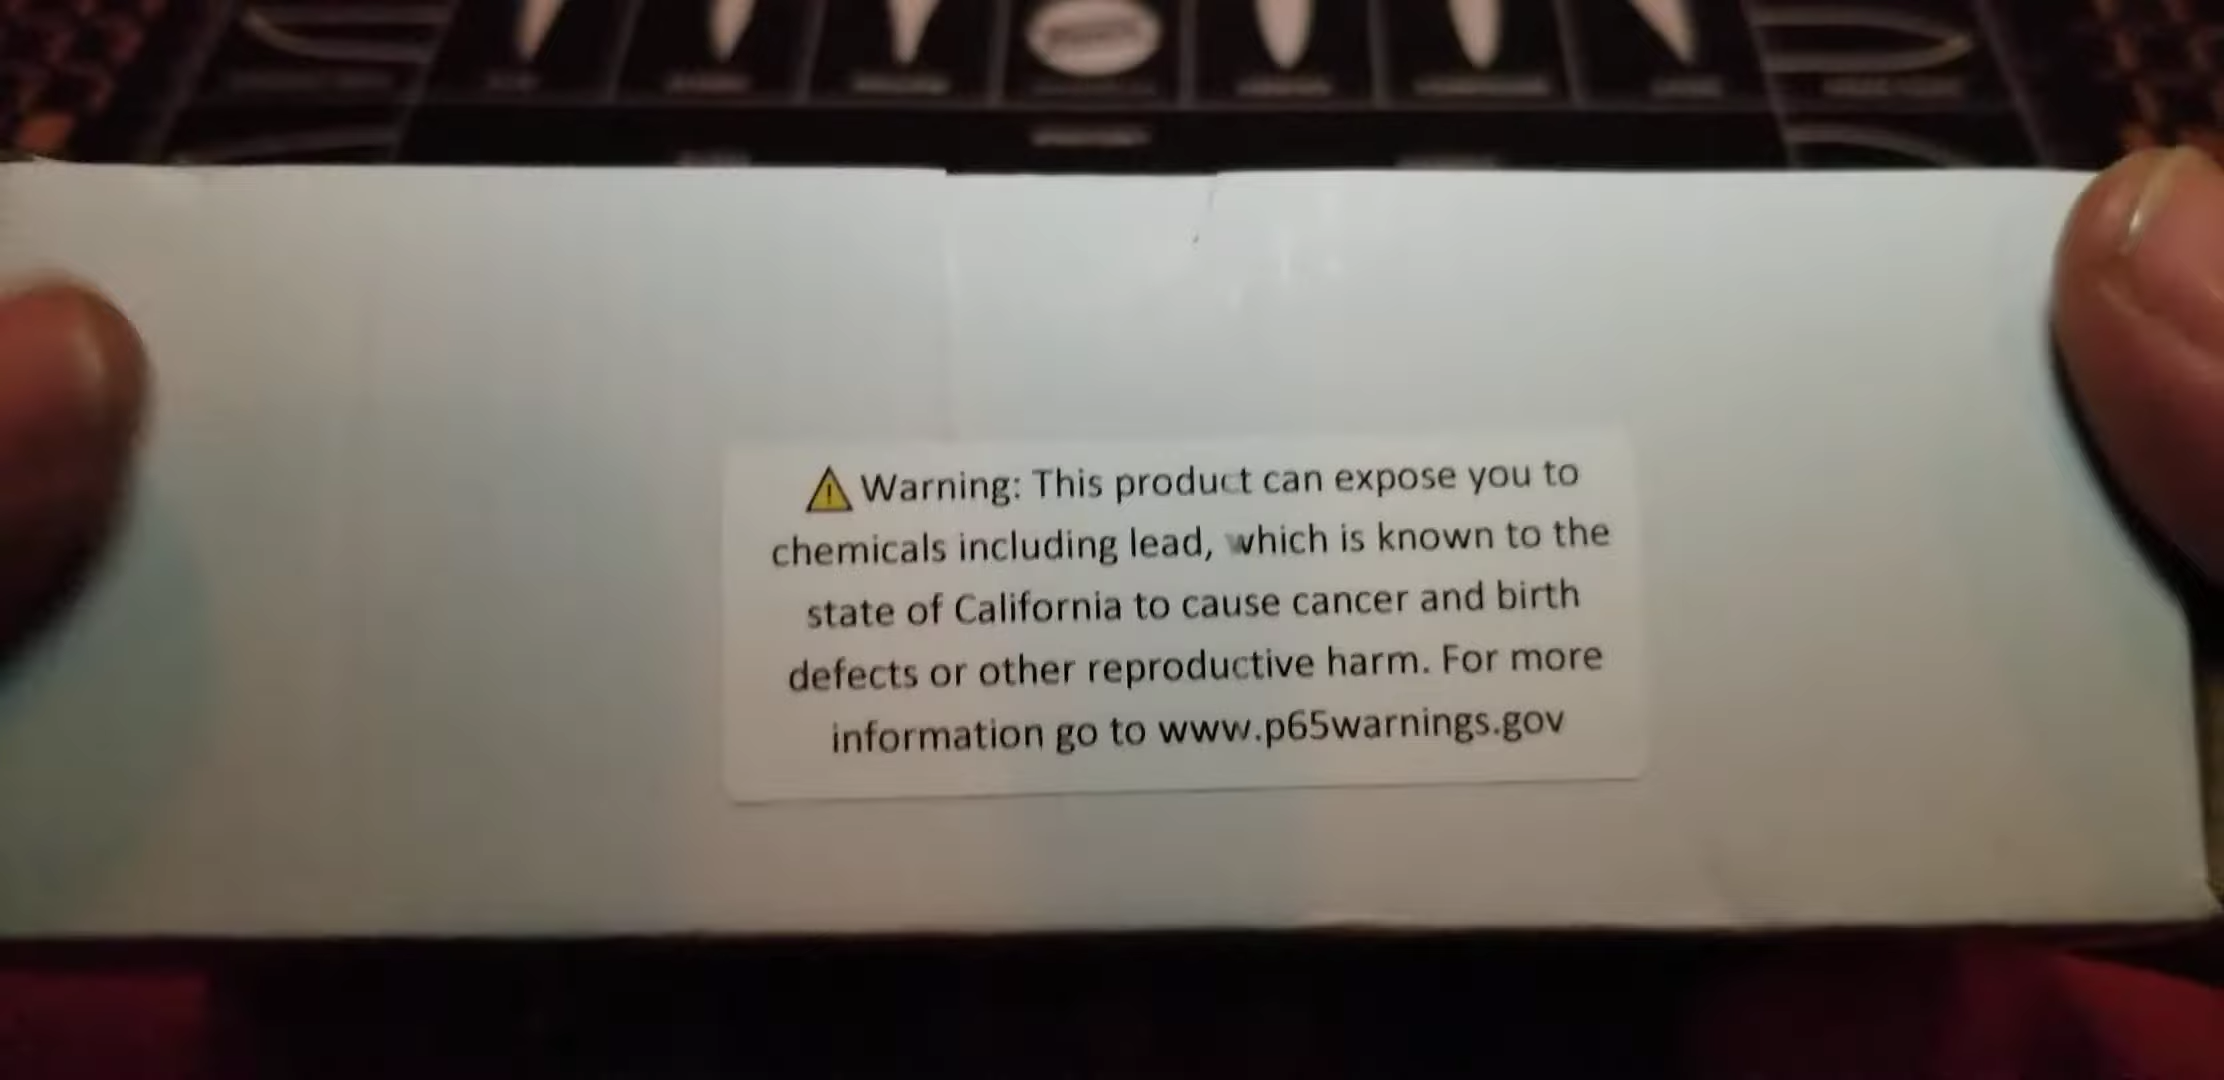 ⚠ Warning: This product can expose you to
chemicals including lead, which is known to the
state of California to cause cancer and birth
defects or other reproductive harm. For more
information go to www.p65warnings.gov